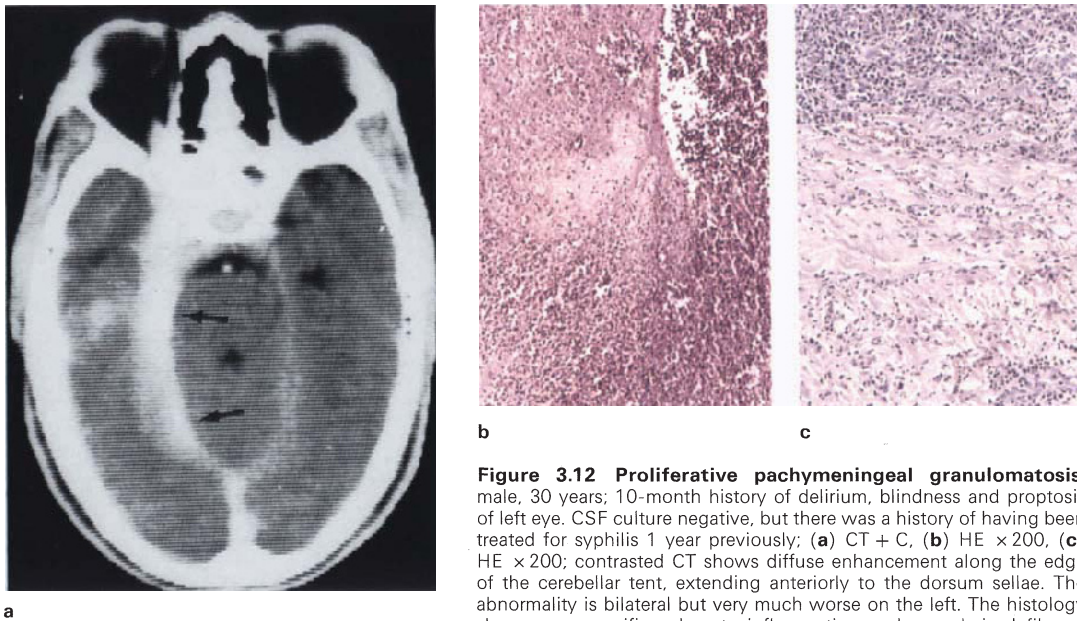 b
c
a
Figure 3.12 Proliferative pachymeningeal granulomatosis
male, 30 years; 10-month history of delirium, blindness and proptosi
of left eye. CSF culture negative, but there was a history of having been
treated for syphilis 1 year previously; (a) CT + C, (b) HE ×200, (c
HE ×200; contrasted CT shows diffuse enhancement along the edg
of the cerebellar tent, extending anteriorly to the dorsum sellae. Th
abnormality is bilateral but very much worse on the left. The histology